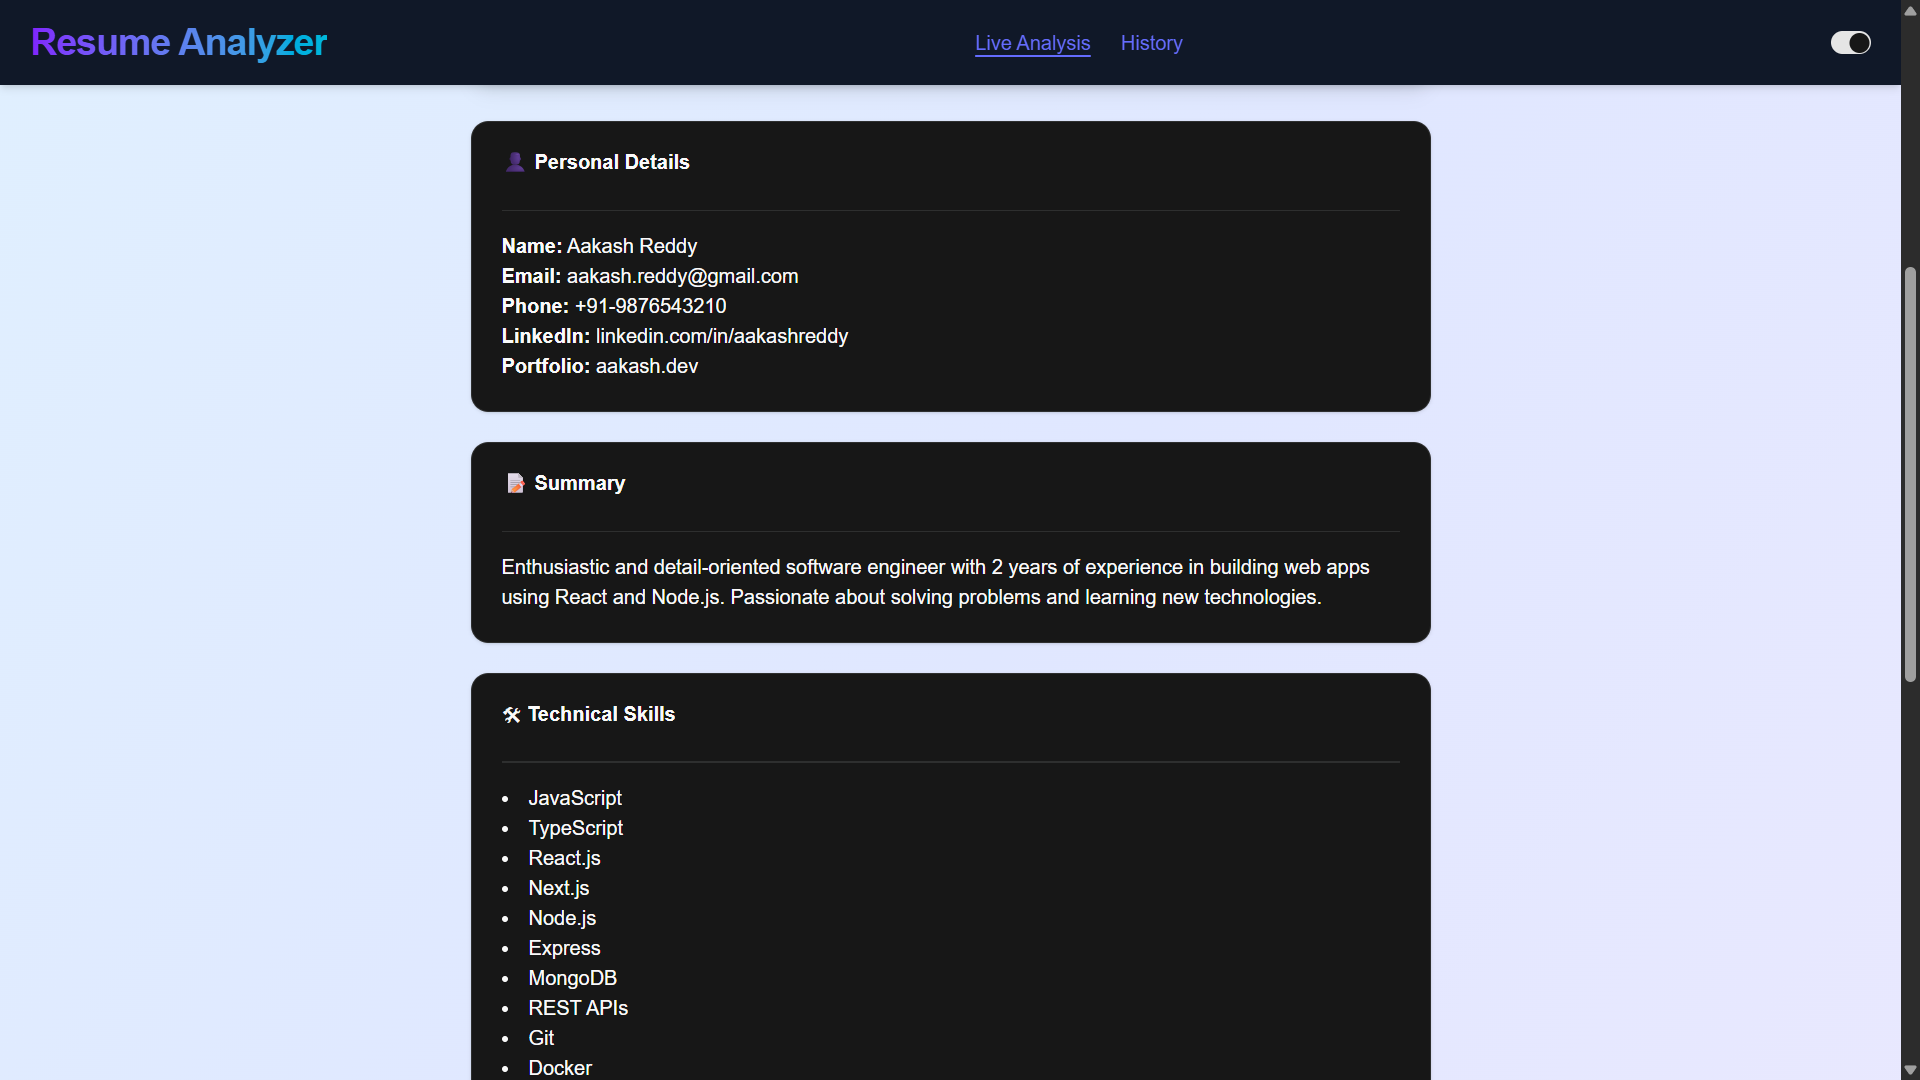 Resume Analyzer
Live Analysis
History
Personal Details
Name: Aakash Reddy
Email: aakash.reddy@gmail.com
Phone: +91-9876543210
LinkedIn: linkedin.com/in/aakashreddy
Portfolio: aakash.dev
Summary
Enthusiastic and detail-oriented software engineer with 2 years of experience in building web apps
using React and Node.js. Passionate about solving problems and learning new technologies.
Technical Skills
• JavaScript
• TypeScript
• React.js
• Next.js
• Node.js
• Express
• MongoDB
• REST APIs
• Git
• Docker